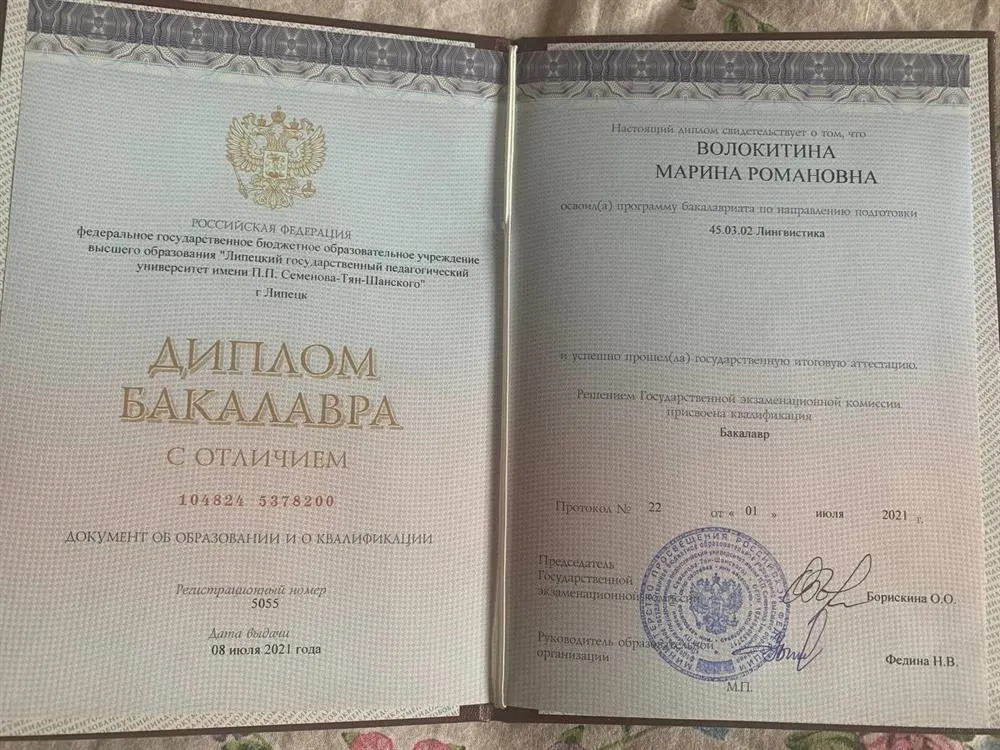 РОССИЙСКАЯ ФЕДЕРАЦИЯ
федеральное государственное бюджетное образовательное учреждение
высшего образования "Липецкий государственный педагогический
университет имени П.П. Семенова-Тян-Шанского"
г Липецк
ДИПЛОМ
БАКАЛАВРА
С ОТЛИЧИЕМ
104824 5378200
ДОКУМЕНТ ОБ ОБРАЗОВАНИИ И О КВАЛИФИКАЦИИ
Регистрационный номер
5055
Дата выдачи
08 июля 2021 года
Настоящий диплом свидетельствует о том, что
ВОЛОКИТИНА
МАРИНА РОМАНОВНА
освоил(а) программу бакалавриата по направлению подготовки
45.03.02 Лингвистика
и успешно прошел(ла) государственную итоговую аттестацию.
Решением Государственной экзаменационной комиссии
присвоена квалификация
Бакалавр
Протокол № 22 от « 01 » июля 2021 г.
Председатель
Государственной
экзаменационной комиссии
Борискина О.О.
Руководитель образовательной
организации
Федина Н.В.
М.П.